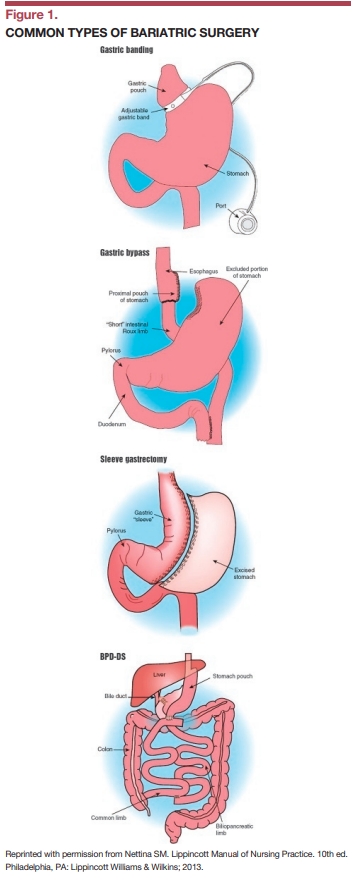 Figure 1.
COMMON TYPES OF BARIATRIC SURGERY
Gastric banding
Gastric
pouch
Adjustable
gastric band
Stomach
Port
Gastric bypass
Esophagus
Excluded portion
of stomach
Proximal pouch
of stomach
"Short" intestinal
Roux limb
Pylorus
Duodenum
Sleeve gastrectomy
Gastric
"sleeve"
Pylorus
Excised
stomach
BPD-DS
Liver
Stomach pouch
Bile duct
Colon
Common limb
Biliopancreatic
limb
Reprinted with permission from Nettina SM. Lippincott Manual of Nursing Practice. 10th ed.
Philadelphia, PA: Lippincott Williams & Wilkins; 2013.